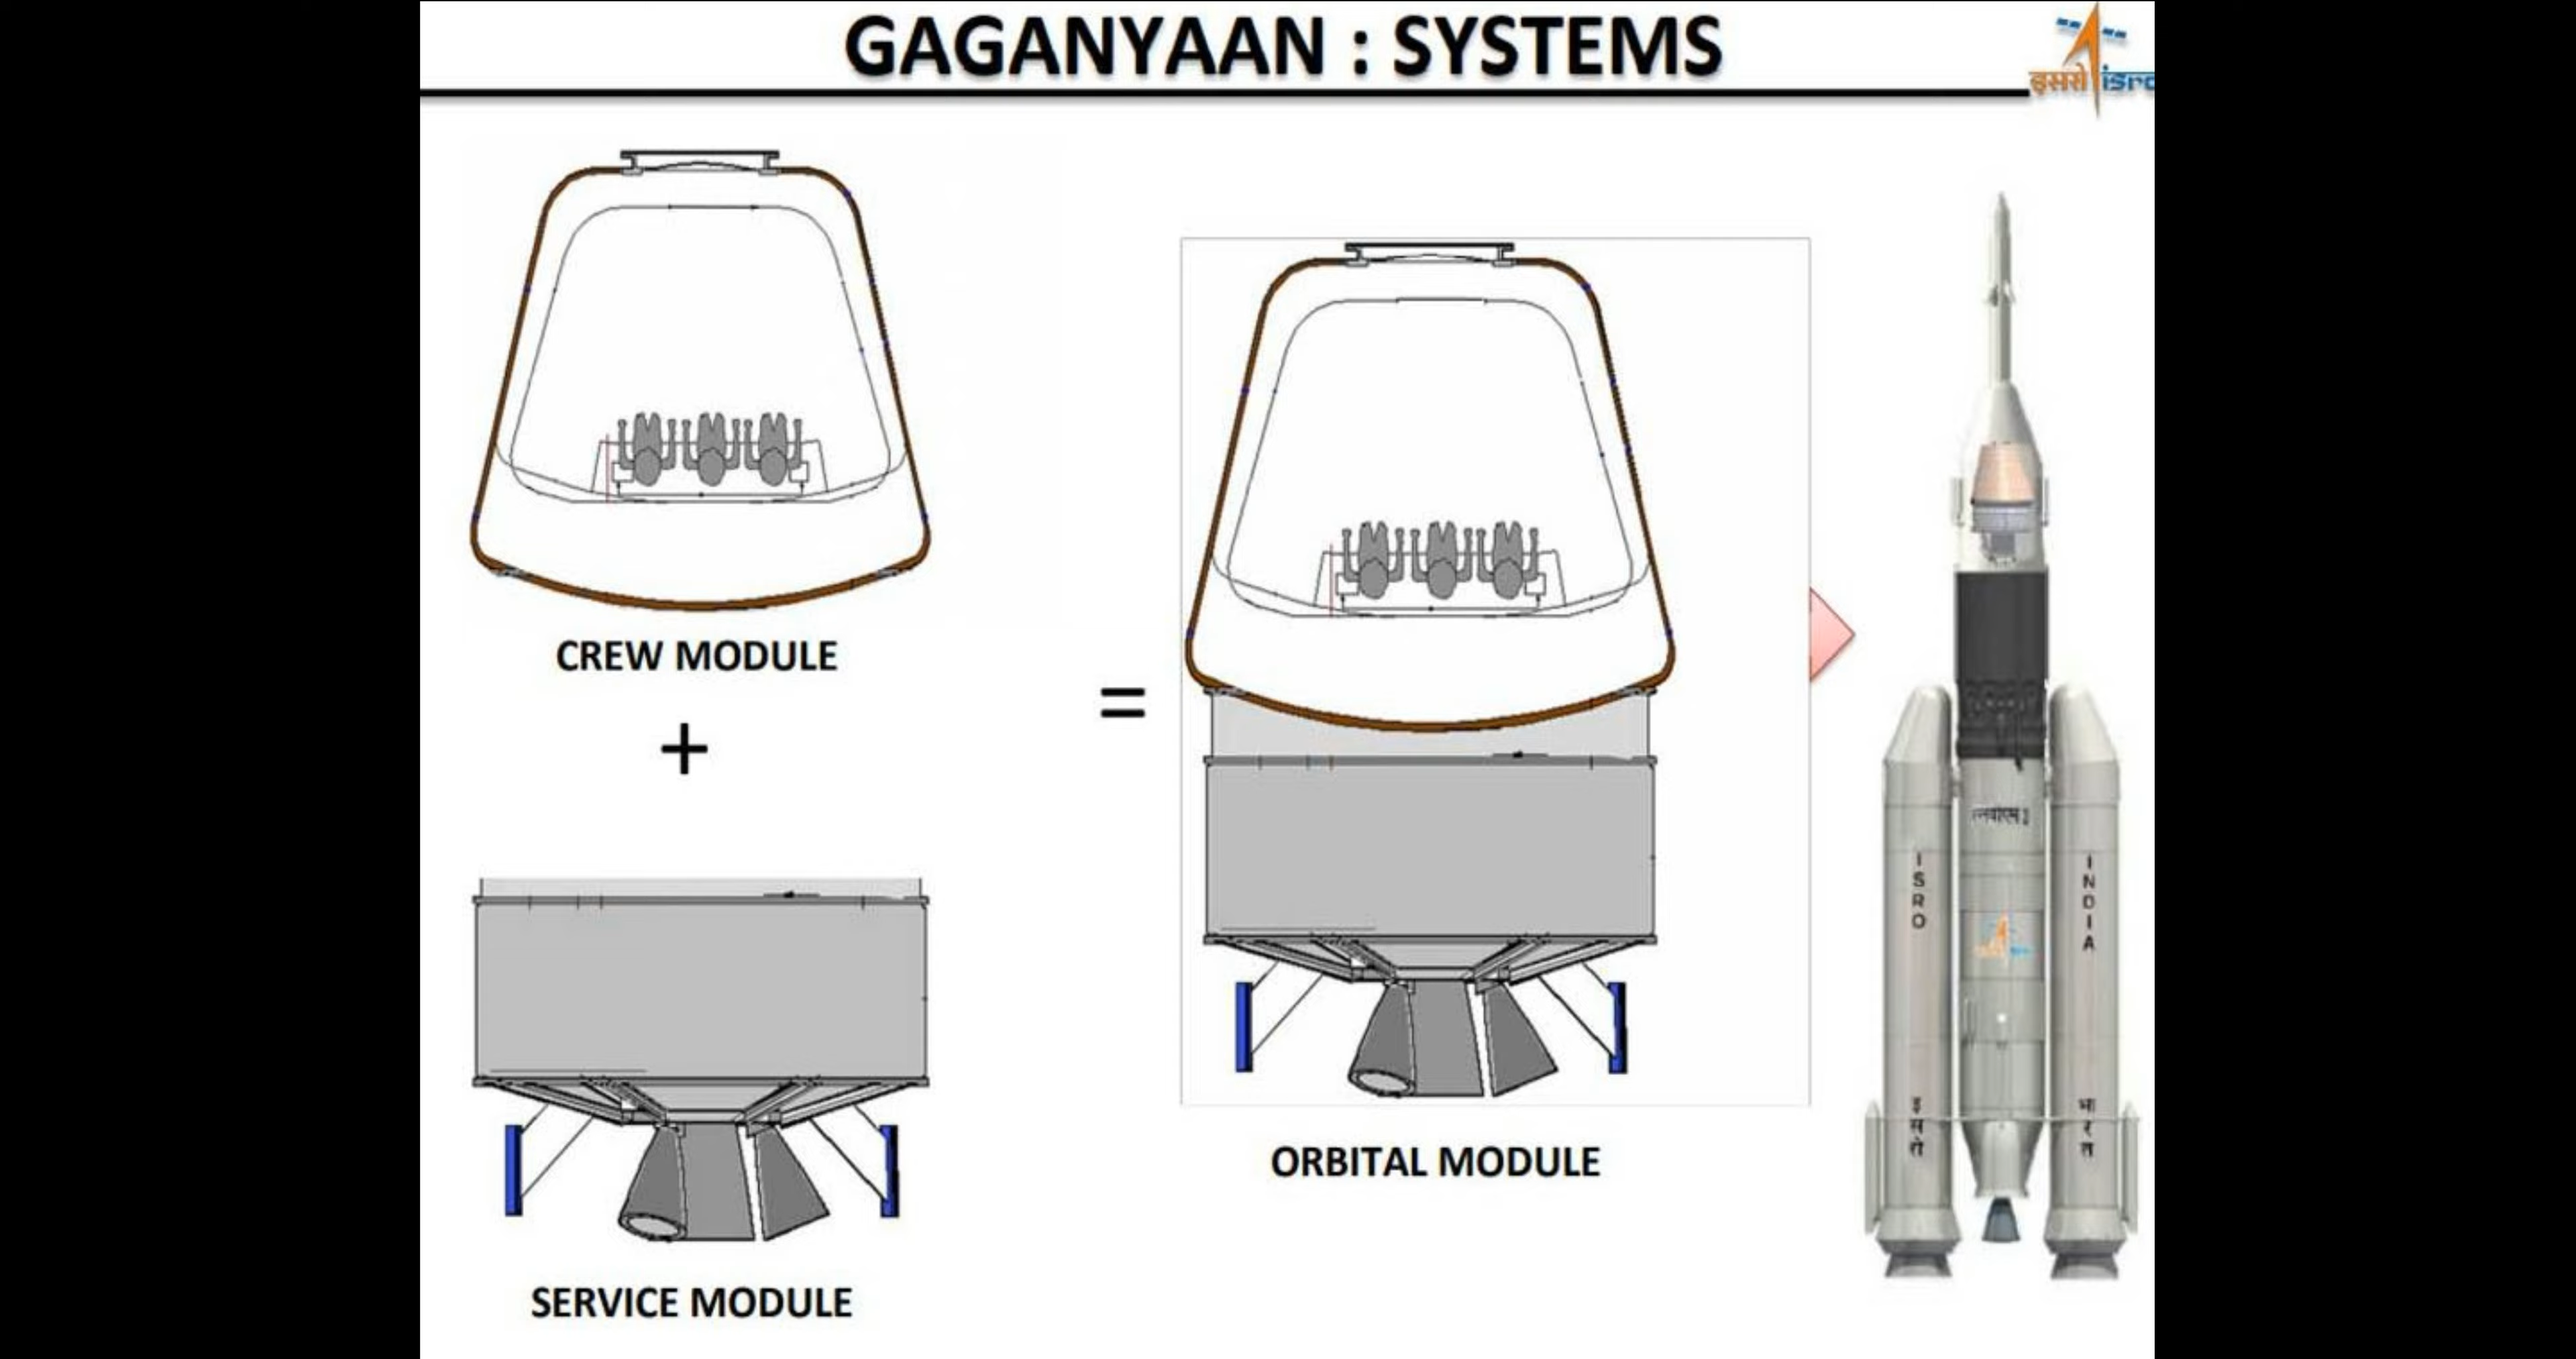 GAGANYAAN : SYSTEMS
इसरो isro
CREW MODULE
+
=
SERVICE MODULE
ORBITAL MODULE
ISRO
INDIA
इसरो
भारत